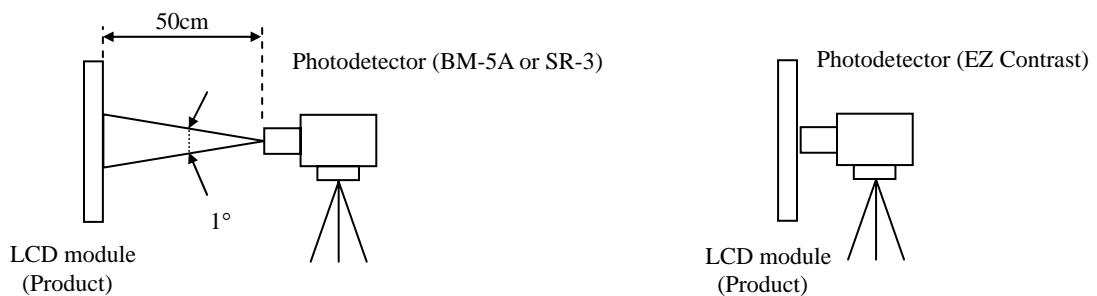 50cm
Photodetector (BM-5A or SR-3)
1°
LCD module
(Product)
Photodetector (EZ Contrast)
LCD module
(Product)